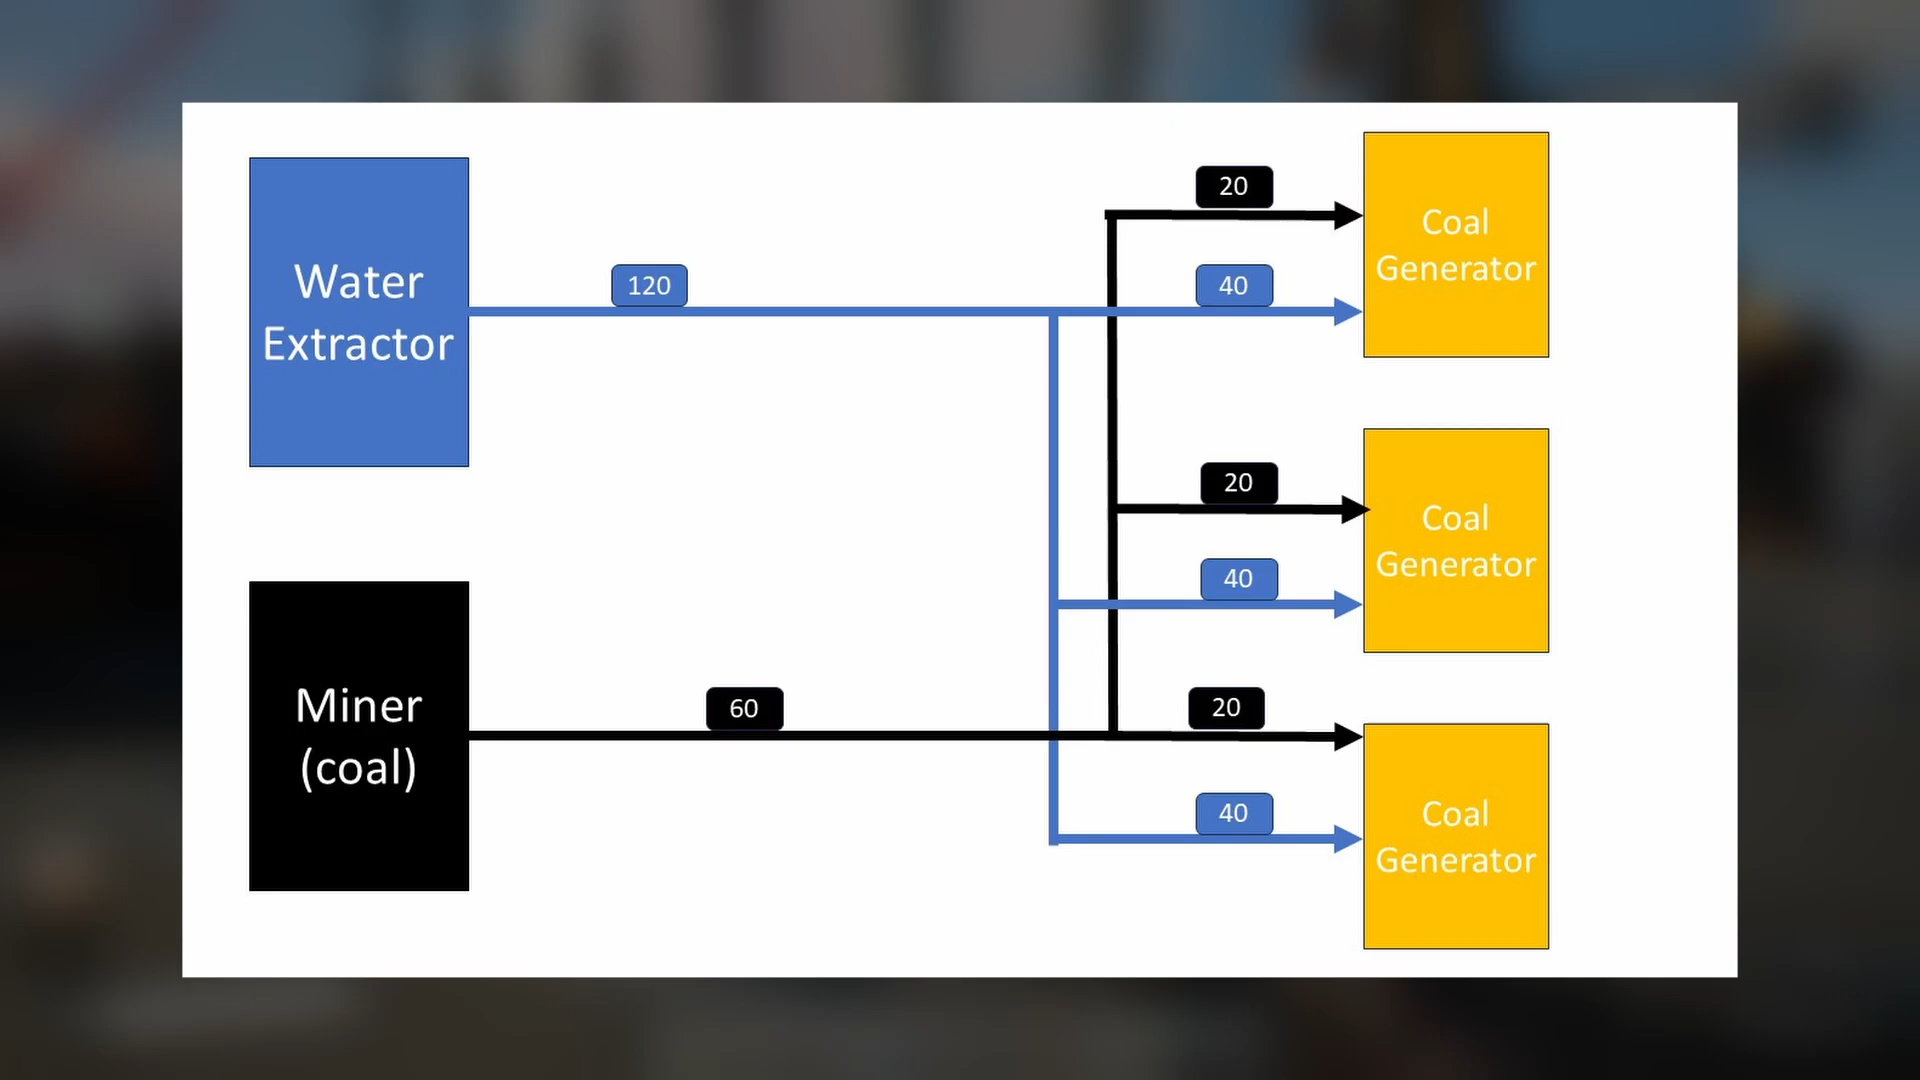 Water
Extractor
120
20
40
Coal
Generator
20
40
Coal
Generator
Miner
(coal)
60
20
40
Coal
Generator